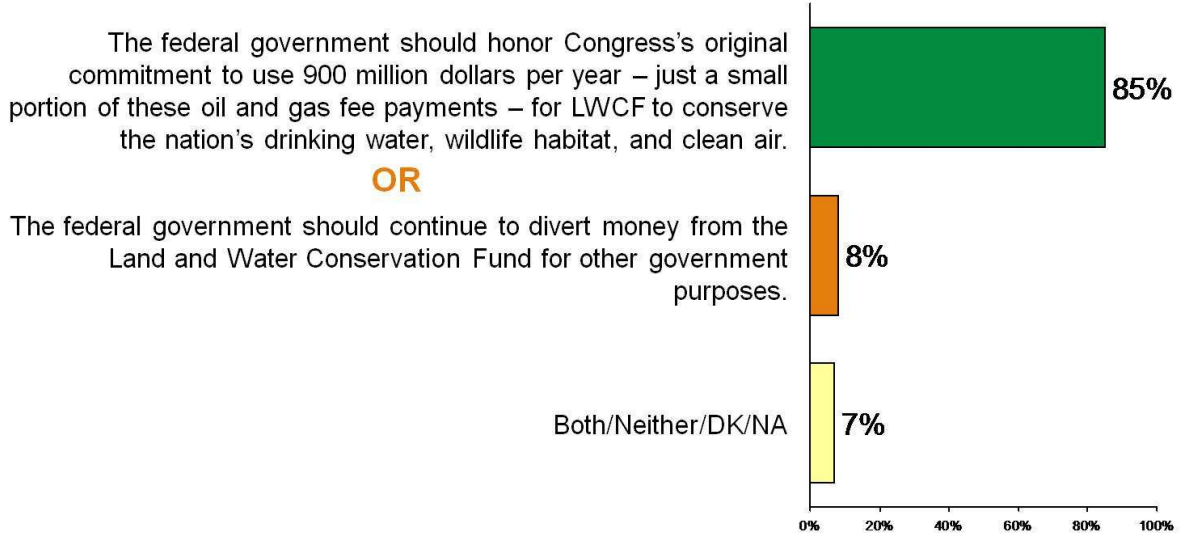 The federal government should honor Congress's original
commitment to use 900 million dollars per year – just a small
portion of these oil and gas fee payments – for LWCF to conserve
the nation's drinking water, wildlife habitat, and clean air.
85%
OR
The federal government should continue to divert money from the
Land and Water Conservation Fund for other government
purposes.
8%
Both/Neither/DK/NA
7%
0% 20% 40% 60% 80% 100%